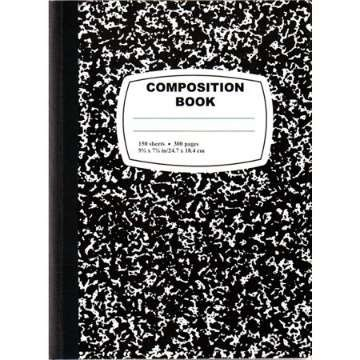 COMPOSITION
BOOK
150 sheets • 300 pages
9¾ x 7½ in/24.7 x 18.4 cm